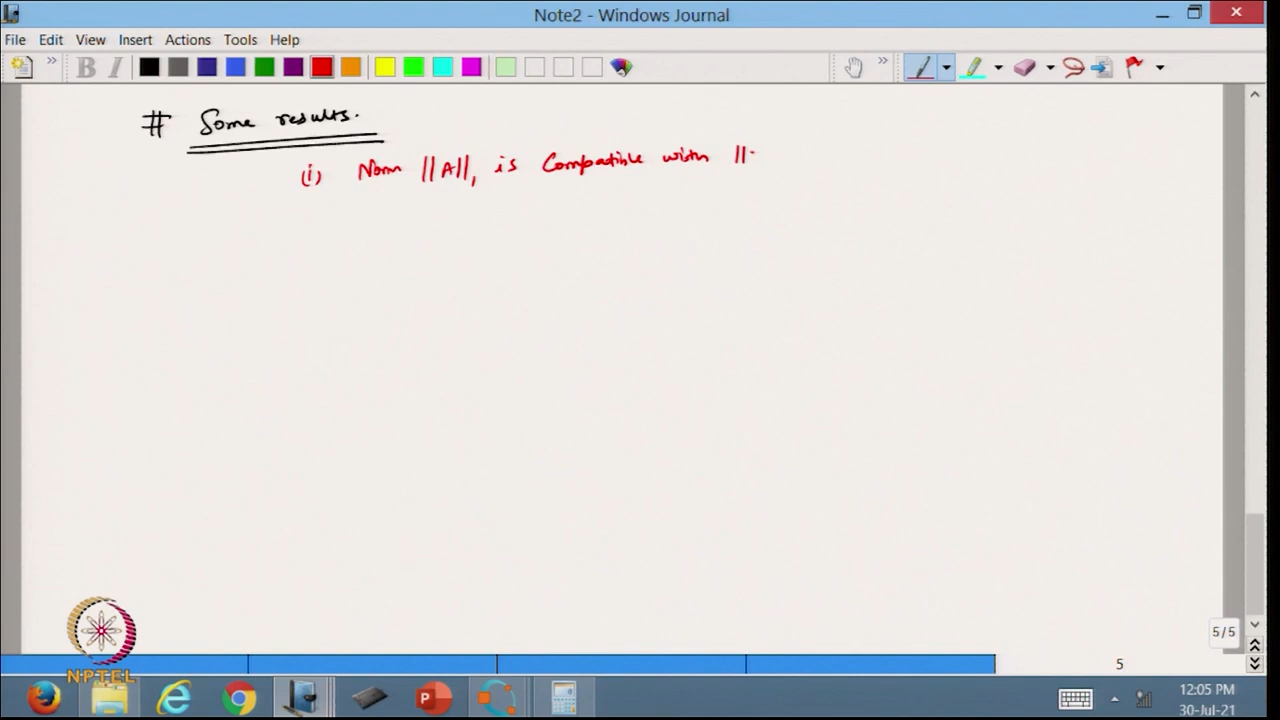 Note2 - Windows Journal
File Edit View Insert Actions Tools Help
# Some results.
(i) Norm ||A||₁ is Compatible with ||·
NPTEL
5/5
5
12:05 PM
30-Jul-21